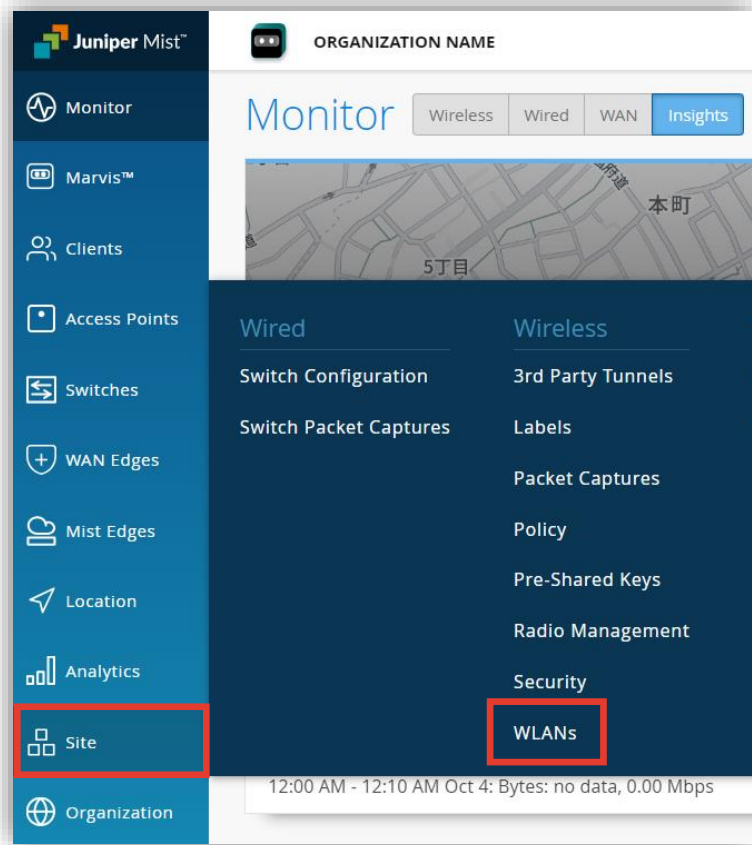 Juniper Mist™
ORGANIZATION NAME
Monitor
Marvis™
Clients
Access Points
Switches
WAN Edges
Mist Edges
Location
Analytics
Site
Organization
Monitor
Wireless
Wired
WAN
Insights
本町
5丁目
Wired
Switch Configuration
Switch Packet Captures
Wireless
3rd Party Tunnels
Labels
Packet Captures
Policy
Pre-Shared Keys
Radio Management
Security
WLANs
12:00 AM - 12:10 AM Oct 4: Bytes: no data, 0.00 Mbps